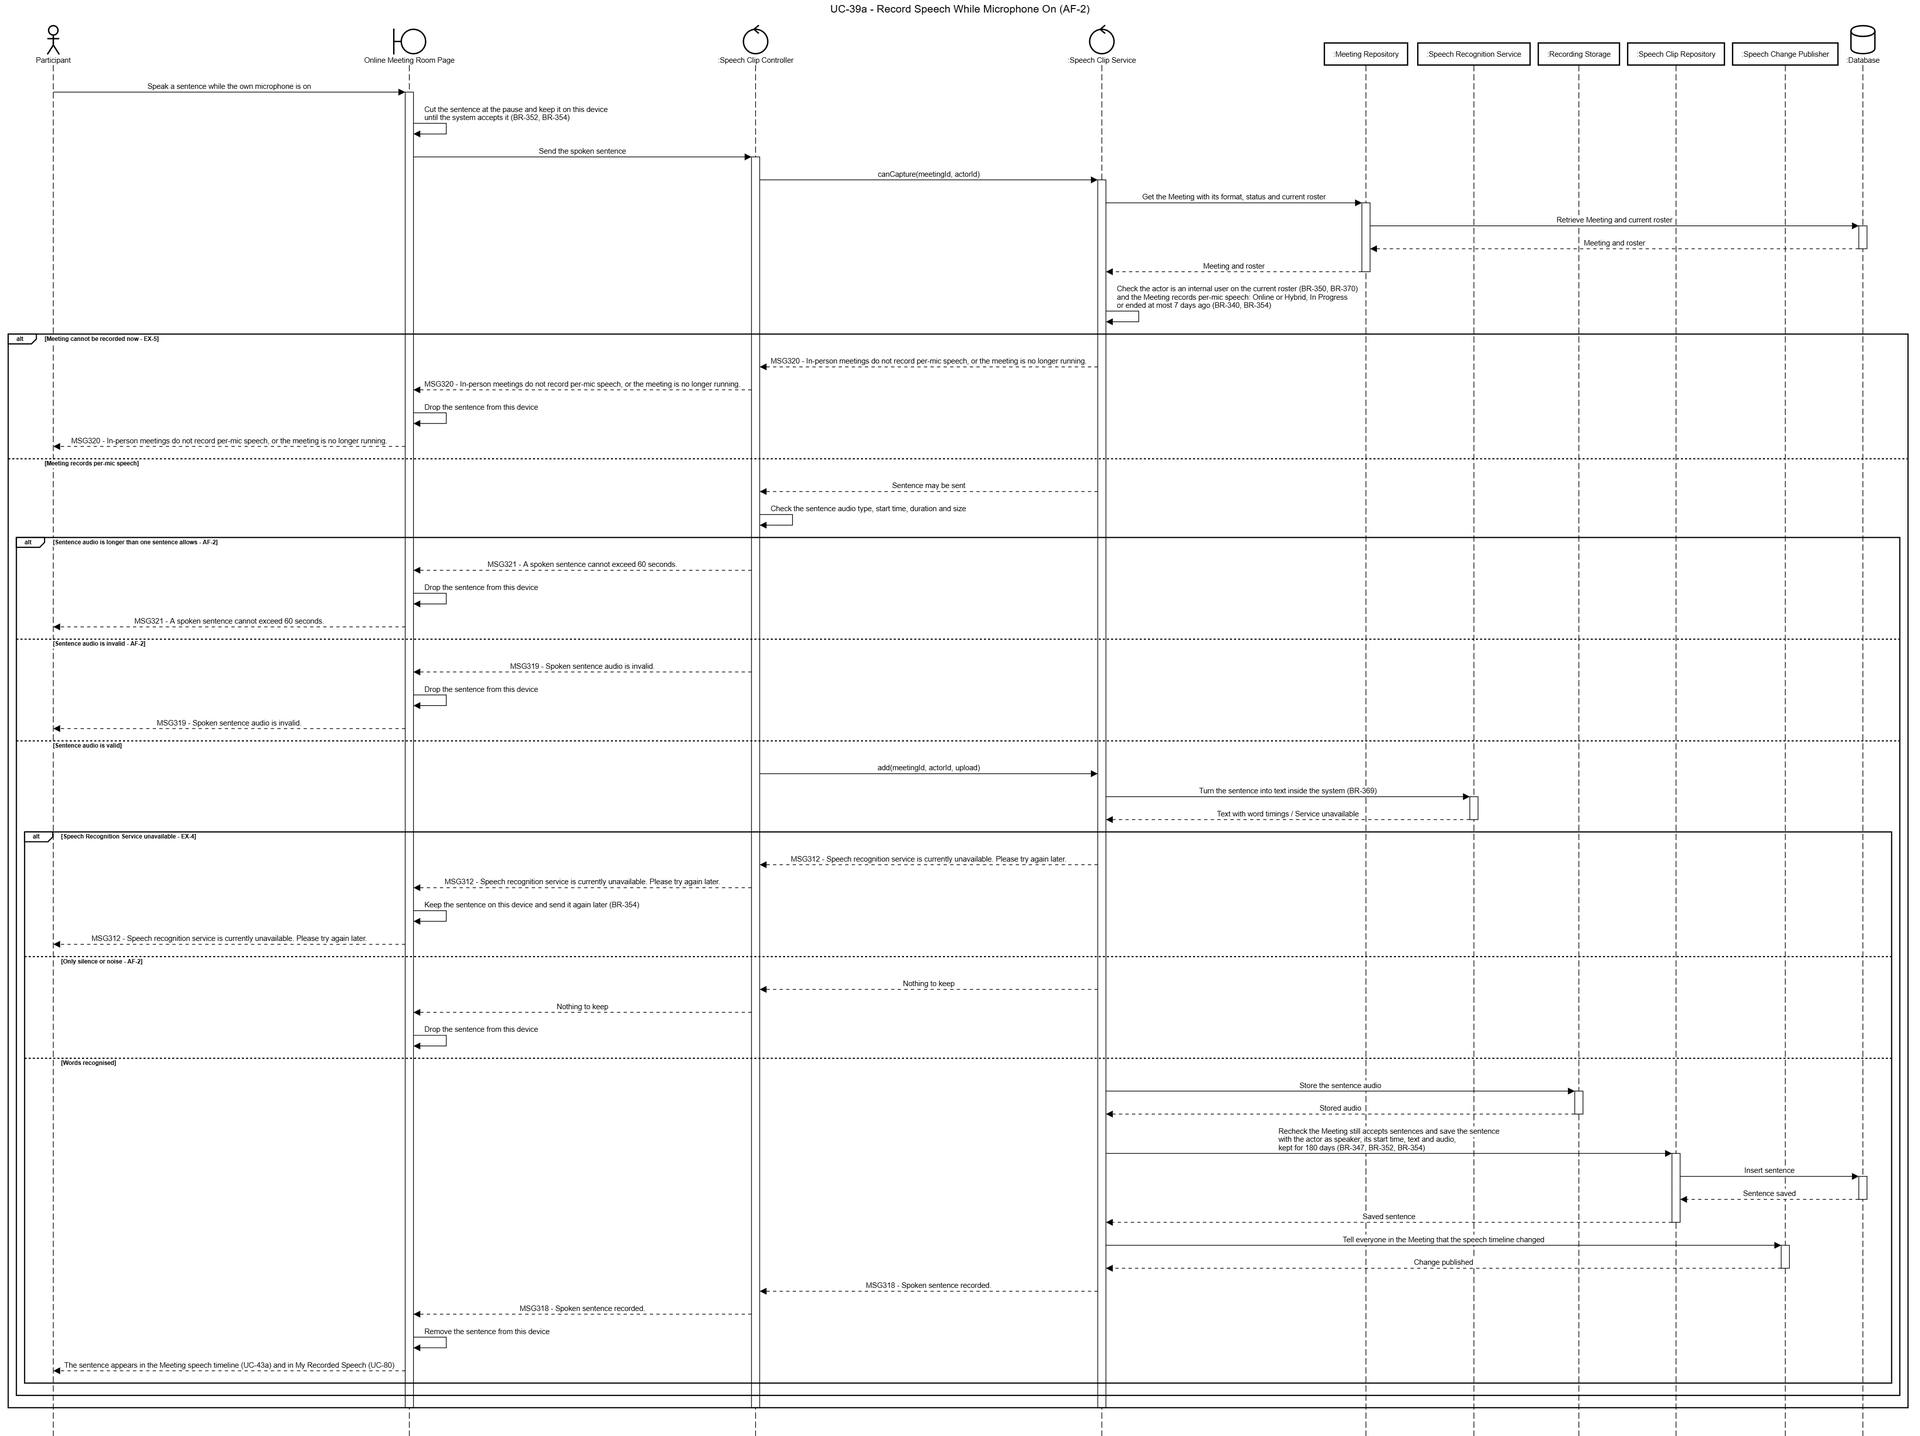 UC-39a - Record Speech While Microphone On (AF-2)
Participant
Online Meeting Room Page
:Speech Clip Controller
:Speech Clip Service
:Meeting Repository
:Speech Recognition Service
:Recording Storage
:Speech Clip Repository
:Speech Change Publisher
:Database
Speak a sentence while the own microphone is on
Cut the sentence at the pause and keep it on this device
until the system accepts it (BR-352, BR-354)
Send the spoken sentence
canCapture(meetingId, actorId)
Get the Meeting with its format, status and current roster
Retrieve Meeting and current roster
Meeting and roster
Meeting and roster
Check the actor is an internal user on the current roster (BR-350, BR-370)
and the Meeting records per-mic speech: Online or Hybrid, In Progress
or ended at most 7 days ago (BR-340, BR-354)
alt
[Meeting cannot be recorded now - EX-5]
MSG320 - In-person meetings do not record per-mic speech, or the meeting is no longer running.
MSG320 - In-person meetings do not record per-mic speech, or the meeting is no longer running.
Drop the sentence from this device
MSG320 - In-person meetings do not record per-mic speech, or the meeting is no longer running.
[Meeting records per-mic speech]
Sentence may be sent
Check the sentence audio type, start time, duration and size
alt
[Sentence audio is longer than one sentence allows - AF-2]
MSG321 - A spoken sentence cannot exceed 60 seconds.
Drop the sentence from this device
MSG321 - A spoken sentence cannot exceed 60 seconds.
[Sentence audio is invalid - AF-2]
MSG319 - Spoken sentence audio is invalid.
Drop the sentence from this device
MSG319 - Spoken sentence audio is invalid.
[Sentence audio is valid]
add(meetingId, actorId, upload)
Turn the sentence into text inside the system (BR-369)
Text with word timings / Service unavailable
alt
[Speech Recognition Service unavailable - EX-4]
MSG312 - Speech recognition service is currently unavailable. Please try again later.
MSG312 - Speech recognition service is currently unavailable. Please try again later.
Keep the sentence on this device and send it again later (BR-354)
MSG312 - Speech recognition service is currently unavailable. Please try again later.
[Only silence or noise - AF-2]
Nothing to keep
Nothing to keep
Drop the sentence from this device
[Words recognised]
Store the sentence audio
Stored audio
Recheck the Meeting still accepts sentences and save the sentence
with the actor as speaker, its start time, text and audio,
kept for 180 days (BR-347, BR-352, BR-354)
Insert sentence
Sentence saved
Saved sentence
Tell everyone in the Meeting that the speech timeline changed
Change published
MSG318 - Spoken sentence recorded.
MSG318 - Spoken sentence recorded.
Remove the sentence from this device
The sentence appears in the Meeting speech timeline (UC-43a) and in My Recorded Speech (UC-80)